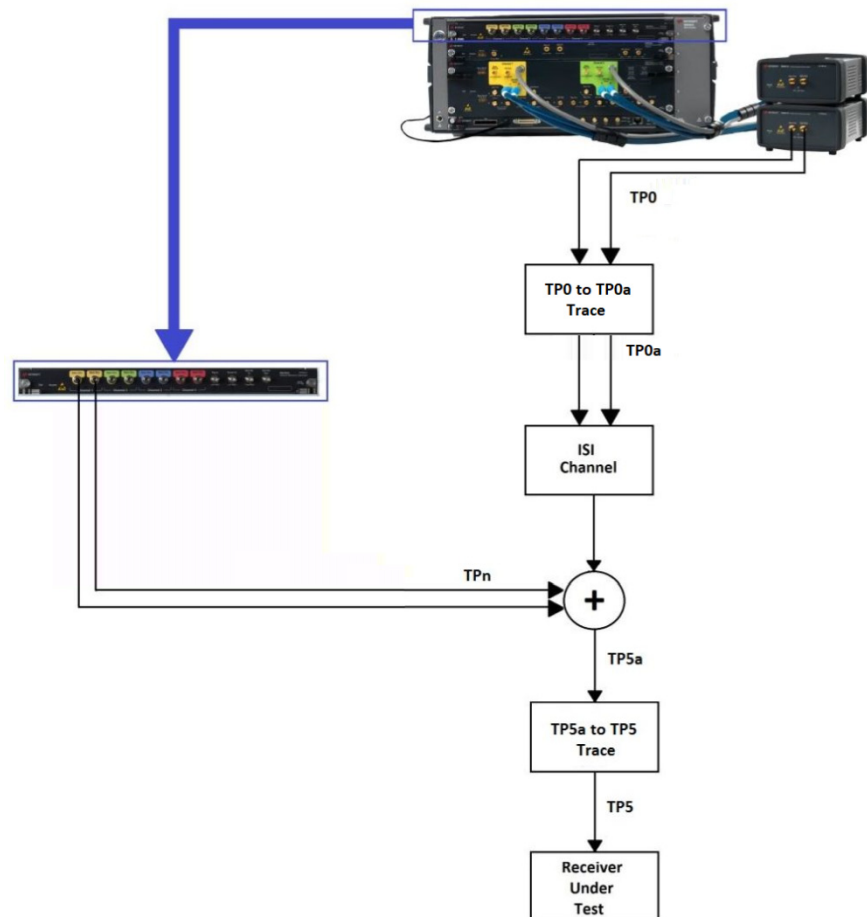 TP0
TP0 to TP0a
Trace
TP0a
ISI
Channel
TPn
+
TP5a
TP5a to TP5
Trace
TP5
Receiver
Under
Test